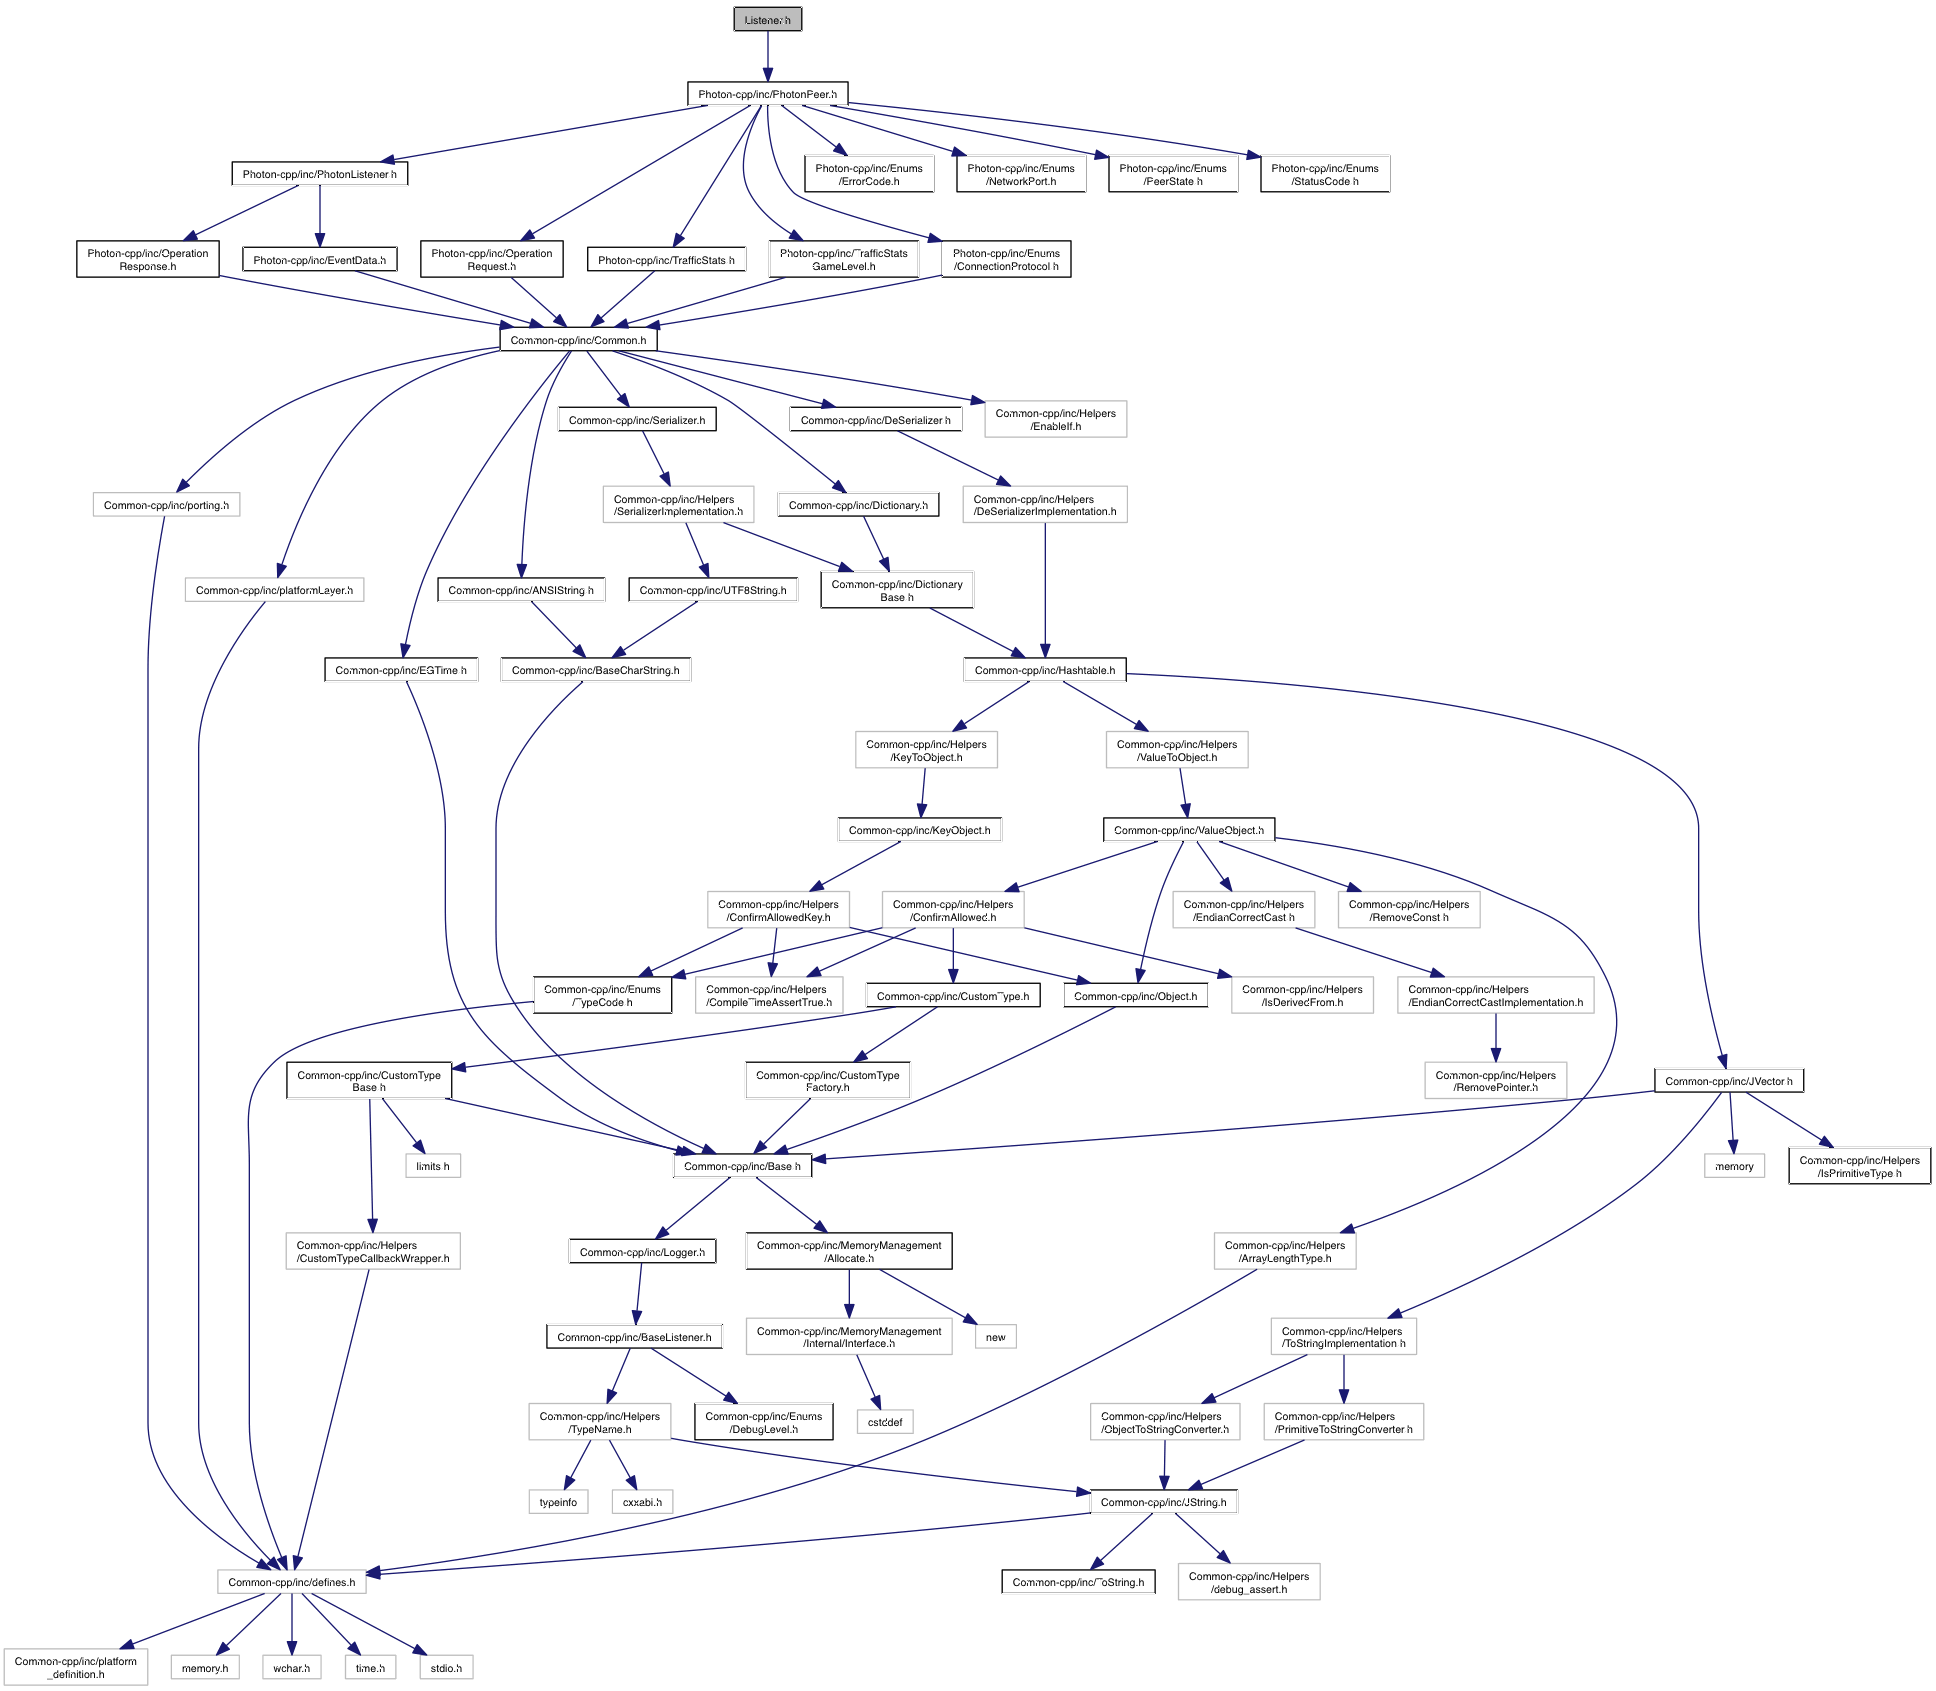 Listener.h
Photon-cpp/inc/PhotonPeer.h
Photon-cpp/inc/PhotonListener.h
Photon-cpp/inc/Enums
/ErrorCode.h
Photon-cpp/inc/Enums
/NetworkPort.h
Photon-cpp/inc/Enums
/PeerState.h
Photon-cpp/inc/Enums
/StatusCode.h
Photon-cpp/inc/Operation
Response.h
Photon-cpp/inc/EventData.h
Photon-cpp/inc/Operation
Request.h
Photon-cpp/inc/TrafficStats.h
Photon-cpp/inc/TrafficStats
GameLevel.h
Photon-cpp/inc/Enums
/ConnectionProtocol.h
Common-cpp/inc/Common.h
Common-cpp/inc/Serializer.h
Common-cpp/inc/DeSerializer.h
Common-cpp/inc/Helpers
/EnableIf.h
Common-cpp/inc/porting.h
Common-cpp/inc/Helpers
/SerializerImplementation.h
Common-cpp/inc/Dictionary.h
Common-cpp/inc/Helpers
/DeSerializerImplementation.h
Common-cpp/inc/platformLayer.h
Common-cpp/inc/ANSIString.h
Common-cpp/inc/UTF8String.h
Common-cpp/inc/Dictionary
Base.h
Common-cpp/inc/EGTime.h
Common-cpp/inc/BaseCharString.h
Common-cpp/inc/Hashtable.h
Common-cpp/inc/Helpers
/KeyToObject.h
Common-cpp/inc/Helpers
/ValueToObject.h
Common-cpp/inc/KeyObject.h
Common-cpp/inc/ValueObject.h
Common-cpp/inc/Helpers
/ConfirmAllowedKey.h
Common-cpp/inc/Helpers
/ConfirmAllowed.h
Common-cpp/inc/Helpers
/EndianCorrectCast.h
Common-cpp/inc/Helpers
/RemoveConst.h
Common-cpp/inc/Enums
/TypeCode.h
Common-cpp/inc/Helpers
/CompileTimeAssertTrue.h
Common-cpp/inc/CustomType.h
Common-cpp/inc/Object.h
Common-cpp/inc/Helpers
/IsDerivedFrom.h
Common-cpp/inc/Helpers
/EndianCorrectCastImplementation.h
Common-cpp/inc/CustomType
Base.h
Common-cpp/inc/CustomType
Factory.h
Common-cpp/inc/Helpers
/RemovePointer.h
Common-cpp/inc/JVector.h
limits.h
Common-cpp/inc/Base.h
memory
Common-cpp/inc/Helpers
/IsPrimitiveType.h
Common-cpp/inc/Helpers
/CustomTypeCallbackWrapper.h
Common-cpp/inc/Logger.h
Common-cpp/inc/MemoryManagement
/Allocate.h
Common-cpp/inc/Helpers
/ArrayLengthType.h
Common-cpp/inc/BaseListener.h
Common-cpp/inc/MemoryManagement
/Internal/Interface.h
new
Common-cpp/inc/Helpers
/ToStringImplementation.h
Common-cpp/inc/Helpers
/TypeName.h
Common-cpp/inc/Enums
/DebugLevel.h
cstddef
Common-cpp/inc/Helpers
/ObjectToStringConverter.h
Common-cpp/inc/Helpers
/PrimitiveToStringConverter.h
typeinfo
cxxabi.h
Common-cpp/inc/JString.h
Common-cpp/inc/defines.h
Common-cpp/inc/ToString.h
Common-cpp/inc/Helpers
/debug_assert.h
Common-cpp/inc/platform
_definition.h
memory.h
wchar.h
time.h
stdio.h